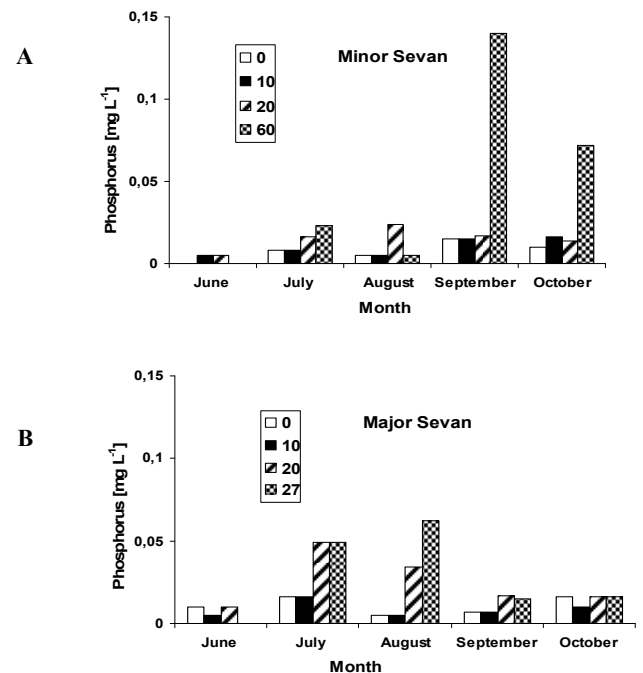 A
Minor Sevan
0
10
20
60
Phosphorus [mg L⁻¹]
0,15
0,1
0,05
0
June July August September October
Month
B
Major Sevan
0
10
20
27
Phosphorus [mg L⁻¹]
0,15
0,1
0,05
0
June July August September October
Month